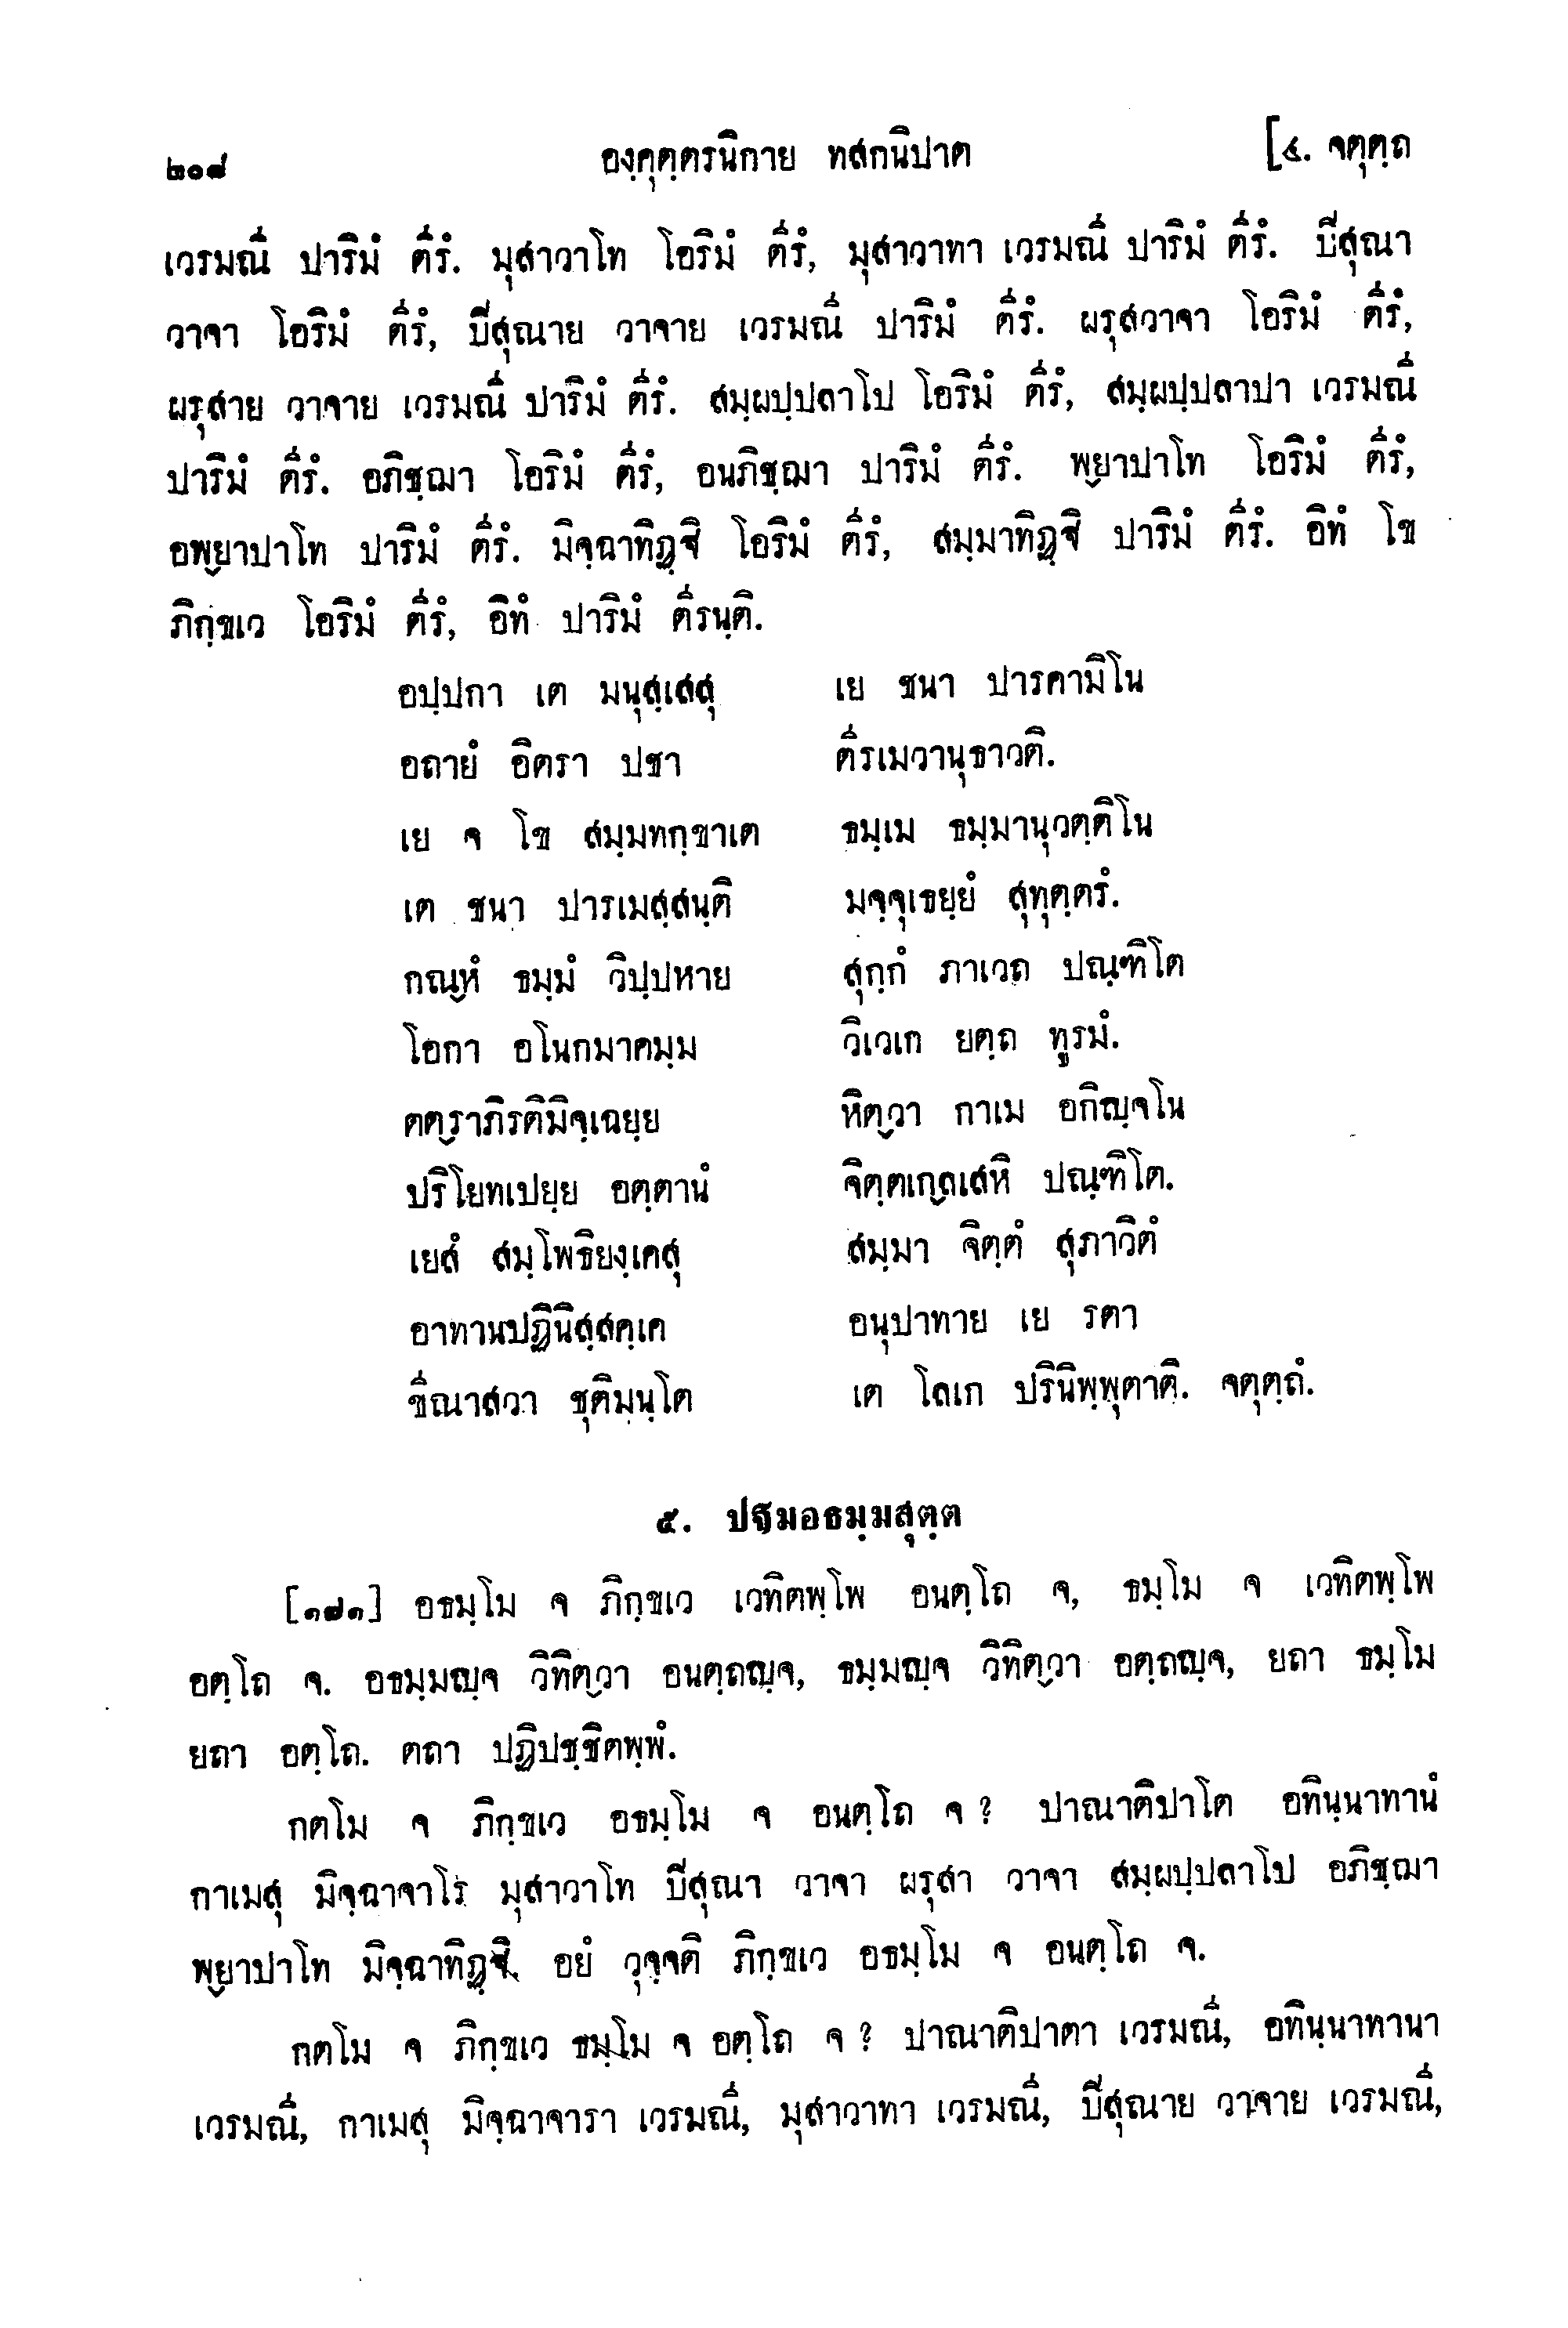 ๒๐๘ องฺคุตฺตรนิกาย ทสกนิปาต [๔. จตุตฺถ
เวรมณี ปาริมํ ตีรํ. มุสาวาโท โอริมํ ตีรํ, มุสาวาทา เวรมณี ปาริมํ ตีรํ. ปีสุณา
วาจา โอริมํ ตีรํ, ปีสุณาย วาจาย เวรมณี ปาริมํ ตีรํ. ผรุสวาจา โอริมํ ตีรํ,
ผรุสาย วาจาย เวรมณี ปาริมํ ตีรํ. สมฺผปฺปลาโป โอริมํ ตีรํ, สมฺผปฺปลาปา เวรมณี
ปาริมํ ตีรํ. อภิชฺฌา โอริมํ ตีรํ, อนภิชฺฌา ปาริมํ ตีรํ. พฺยาปาโท โอริมํ ตีรํ,
อพฺยาปาโท ปาริมํ ตีรํ. มิจฺฉาทิฏฺฐิ โอริมํ ตีรํ, สมฺมาทิฏฺฐิ ปาริมํ ตีรํ. อิทํ โข
ภิกฺขเว โอริมํ ตีรํ, อิทํ ปาริมํ ตีรนฺติ.
อปฺปกา เต มนุสฺเสสุ เย ชนา ปารคามิโน
อถายํ อิตรา ปชา ตีรเมวานุธาวติ.
เย จ โข สมฺมทกฺขาเต ธมฺเม ธมฺมานุวตฺติโน
เต ชนา ปารเมสฺสนฺติ มจฺจุเธยฺยํ สุทุตฺตรํ.
กณฺหํ ธมฺมํ วิปฺปหาย สุกฺกํ ภาเวถ ปณฺฑิโต
โอกา อโนกมาคมฺม วิเวเก ยตฺถ ทูรมํ.
ตตฺราภิรติมิจฺเฉยฺย หิตฺวา กาเม อกิญฺจโน
ปริโยทเปยฺย อตฺตานํ จิตฺตเกฺลเสหิ ปณฺฑิโต.
เยสํ สมฺโพธิยงฺเคสุ สมฺมา จิตฺตํ สุภาวิตํ
อาทานปฏินิสฺสคฺเค อนุปาทาย เย รตา
ขีณาสวา ชุติมนฺโต เต โลเก ปรินิพฺพุตาติ. จตุตฺถํ.
๕. ปฐมอธมฺมสุตฺต
[๑๗๑] อธมฺโม จ ภิกฺขเว เวทิตพฺโพ อนตฺโถ จ, ธมฺโม จ เวทิตพฺโพ
อตฺโถ จ. อธมฺมญฺจ วิทิตฺวา อนตฺถญฺจ, ธมฺมญฺจ วิทิตฺวา อตฺถญฺจ, ยถา ธมฺโม
ยถา อตฺโถ. ตถา ปฏิปชฺชิตพฺพํ.
กตโม จ ภิกฺขเว อธมฺโม จ อนตฺโถ จ ? ปาณาติปาโต อทินฺนาทานํ
กาเมสุ มิจฺฉาจาโร มุสาวาโท ปีสุณา วาจา ผรุสา วาจา สมฺผปฺปลาโป อภิชฺฌา
พฺยาปาโท มิจฺฉาทิฏฺฐิ. อยํ วุจฺจติ ภิกฺขเว อธมฺโม จ อนตฺโถ จ.
กตโม จ ภิกฺขเว ธมฺโม จ อตฺโถ จ ? ปาณาติปาตา เวรมณี, อทินฺนาทานา
เวรมณี, กาเมสุ มิจฺฉาจารา เวรมณี, มุสาวาทา เวรมณี, ปีสุณาย วาจาย เวรมณี,